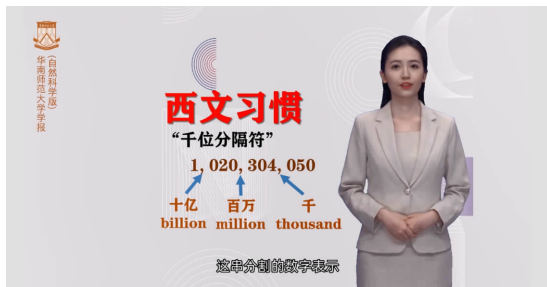 华南师范大学学报
(自然科学版)
西文习惯
“千位分隔符”
1, 020, 304, 050
十亿 百万 千
billion million thousand
这串分割的数字表示